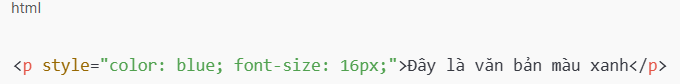 html
<p style="color: blue; font-size: 16px;">Đây là văn bản màu xanh</p>